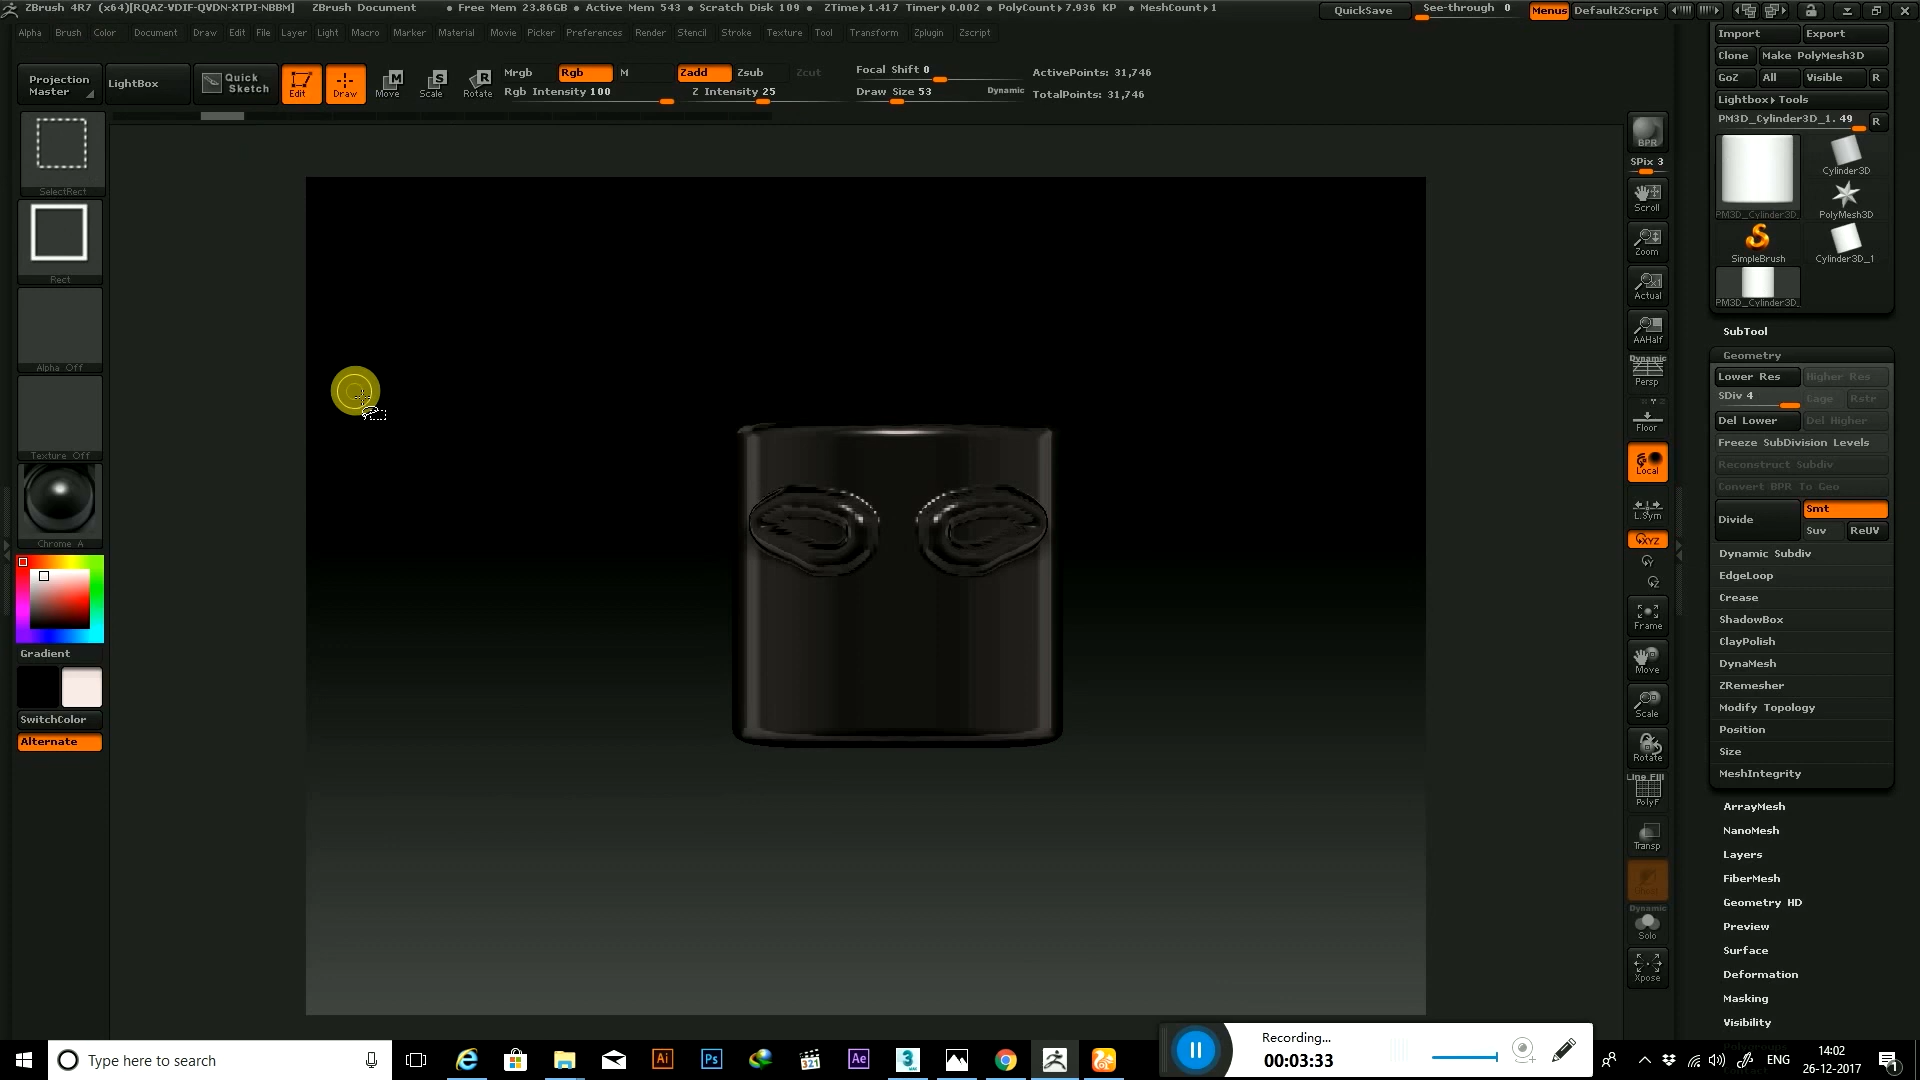 ZBrush 4R7 (x64)[RQAZ-VDIF-QVDN-XTPI-NBBM] ZBrush Document • Free Mem 23.86GB • Active Mem 543 • Scratch Disk 109 • ZTime▸1.417 Timer▸0.002 • PolyCount▸7.936 KP • MeshCount▸1 QuickSave See-through 0 Menus DefaultZScript
Alpha Brush Color Document Draw Edit File Layer Light Macro Marker Material Movie Picker Preferences Render Stencil Stroke Texture Tool Transform Zplugin Zscript
Projection Master
LightBox
Quick Sketch
Edit
Draw
Move
Scale
Rotate
Mrgb Rgb M
Rgb Intensity 100
Zadd Zsub Zcut
Z Intensity 25
Focal Shift 0
Draw Size 53
Dynamic
ActivePoints: 31,746
TotalPoints: 31,746
SelectRect
Rect
Alpha Off
Texture Off
Chrome A
Gradient
SwitchColor
Alternate
BPR
SPix 3
Scroll
Zoom
Actual
AAHalf
Dynamic
Persp
Floor
Local
L.Sym
XYZ
Frame
Move
Scale
Rotate
Line Fill
PolyF
Transp
Ghost
Dynamic
Solo
Xpose
Import Export
Clone Make PolyMesh3D
GoZ All Visible R
Lightbox▸Tools
PM3D_Cylinder3D_1. 49 R
Cylinder3D
PM3D_Cylinder3D_ PolyMesh3D
SimpleBrush Cylinder3D_1
PM3D_Cylinder3D_
SubTool
Geometry
Lower Res Higher Res
SDiv 4 Cage Rstr
Del Lower Del Higher
Freeze SubDivision Levels
Reconstruct Subdiv
Convert BPR To Geo
Divide Smt
Suv ReUV
Dynamic Subdiv
EdgeLoop
Crease
ShadowBox
ClayPolish
DynaMesh
ZRemesher
Modify Topology
Position
Size
MeshIntegrity
ArrayMesh
NanoMesh
Layers
FiberMesh
Geometry HD
Preview
Surface
Deformation
Masking
Visibility
Recording...
00:03:33
Type here to search
ENG
14:02
26-12-2017